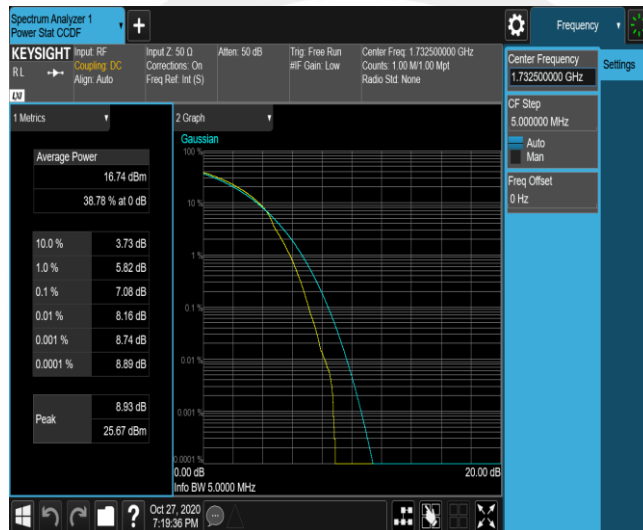 Spectrum Analyzer 1
Power Stat CCDF
+
Frequency
KEYSIGHT
RL
LXI
Input: RF
Coupling: DC
Align: Auto
Input Z: 50 Ω
Corrections: On
Freq Ref: Int (S)
Atten: 50 dB
Trig: Free Run
#IF Gain: Low
Center Freq: 1.732500000 GHz
Counts: 1.00 M/1.00 Mpt
Radio Std: None
Center Frequency
1.732500000 GHz
Settings
CF Step
5.000000 MHz
Auto
Man
Freq Offset
0 Hz
1 Metrics
Average Power
16.74 dBm
38.78 % at 0 dB
10.0 % 3.73 dB
1.0 % 5.82 dB
0.1 % 7.08 dB
0.01 % 8.16 dB
0.001 % 8.74 dB
0.0001 % 8.89 dB
Peak
8.93 dB
25.67 dBm
2 Graph
Gaussian
100 %
10 %
1 %
0.1 %
0.01 %
0.001 %
0.0001 %
0.00 dB 20.00 dB
Info BW 5.0000 MHz
?
Oct 27, 2020
7:19:36 PM